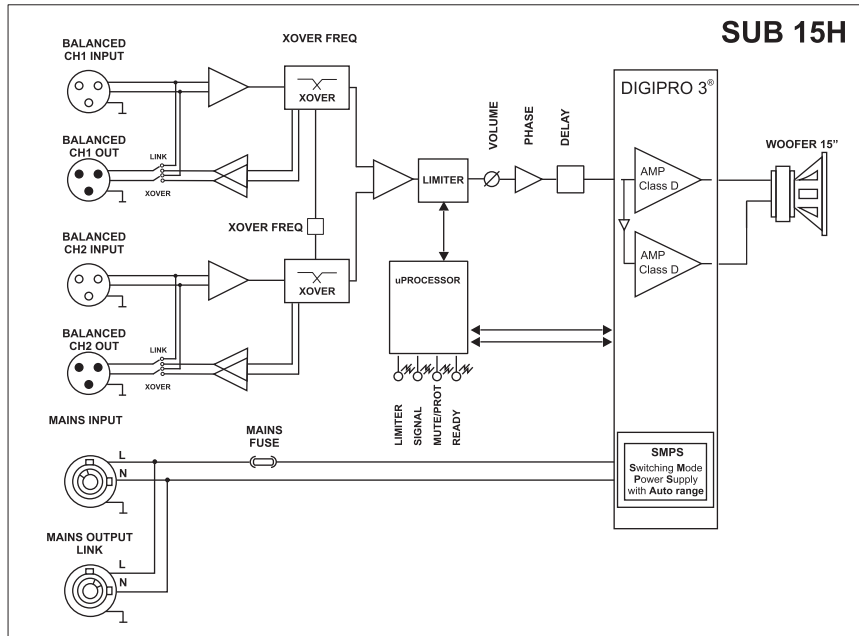 SUB 15H
BALANCED
CH1 INPUT
XOVER FREQ
XOVER
BALANCED
CH1 OUT
LINK
XOVER
XOVER FREQ
BALANCED
CH2 INPUT
XOVER
BALANCED
CH2 OUT
LINK
XOVER
LIMITER
VOLUME
PHASE
DELAY
DIGIPRO 3®
AMP
Class D
AMP
Class D
WOOFER 15”
uPROCESSOR
LIMITER
SIGNAL
MUTE/PROT
READY
MAINS INPUT
L
N
MAINS
FUSE
SMPS
Switching Mode
Power Supply
with Auto range
MAINS OUTPUT
LINK
L
N